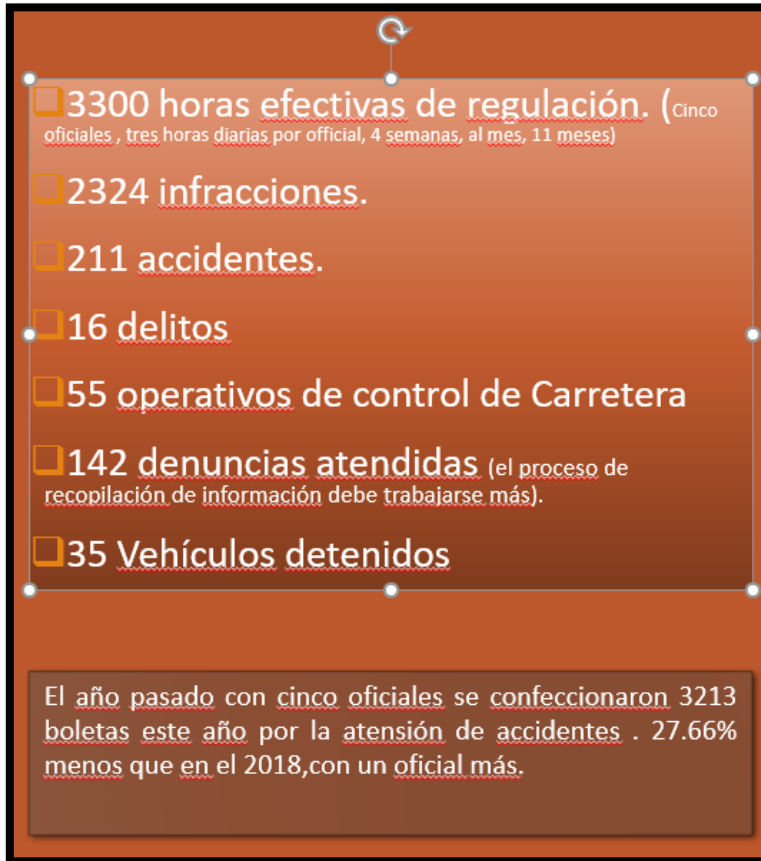 3300 horas efectivas de regulación. (Cinco
oficiales , tres horas diarias por official, 4 semanas, al mes, 11 meses)
2324 infracciones.
211 accidentes.
16 delitos
55 operativos de control de Carretera
142 denuncias atendidas (el proceso de
recopilación de información debe trabajarse más).
35 Vehículos detenidos
El año pasado con cinco oficiales se confeccionaron 3213
boletas este año por la atensión de accidentes . 27.66%
menos que en el 2018,con un oficial más.